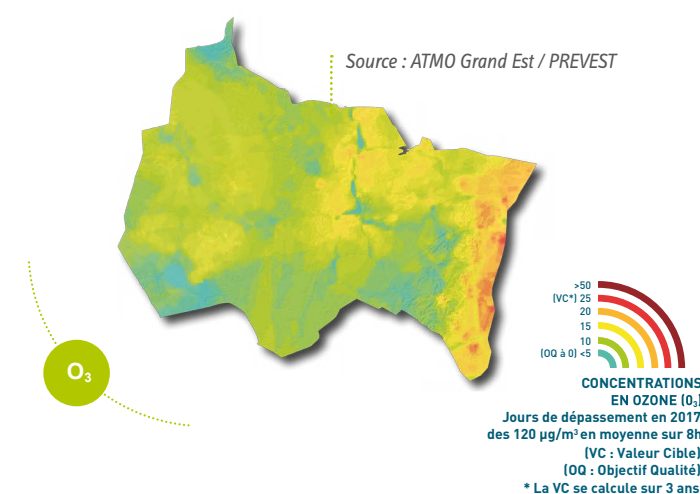 Source : ATMO Grand Est / PREVEST
O₃
>50
(VC*) 25
20
15
10
(OQ à 0) <5
CONCENTRATIONS
EN OZONE (0₃)
Jours de dépassement en 2017
des 120 µg/m³ en moyenne sur 8h
(VC : Valeur Cible)
(OQ : Objectif Qualité)
* La VC se calcule sur 3 ans